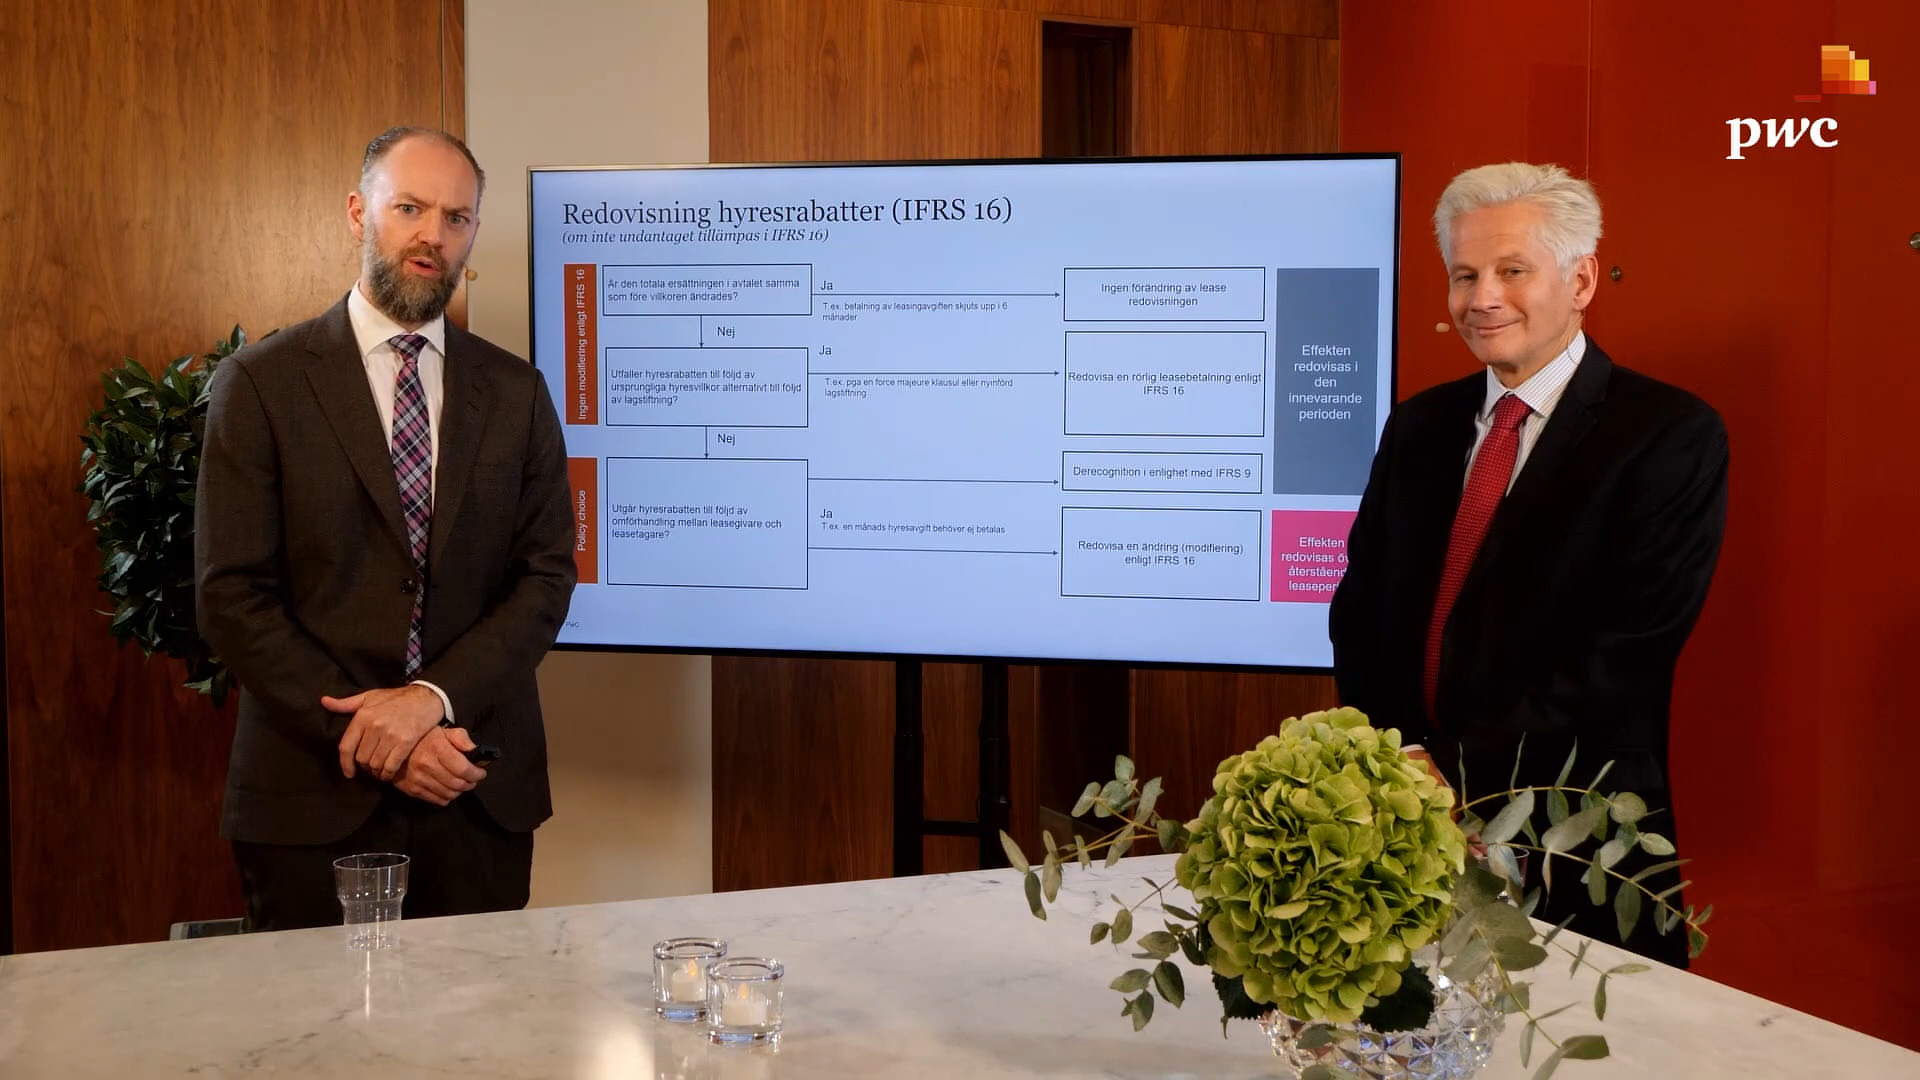 pwc
Redovisning hyresrabatter (IFRS 16)
(om inte undantaget tillämpas i IFRS 16)
Ingen modifiering enligt IFRS 16
Är den totala ersättningen i avtalet samma
som före villkoren ändrades?
Ja
T.ex. betalning av leasingavgiften skjuts upp i 6
månader
Ingen förändring av lease
redovisningen
Nej
Utfaller hyresrabatten till följd av
ursprungliga hyresvillkor alternativt till följd
av lagstiftning?
Ja
T.ex. pga en force majeure klausul eller nyinförd
lagstiftning
Redovisa en rörlig leasebetalning enligt
IFRS 16
Effekten
redovisas i
den
innevarande
perioden
Nej
Policy choice
Utgår hyresrabatten till följd av
omförhandling mellan leasegivare och
leasetagare?
Derecognition i enlighet med IFRS 9
Ja
T.ex. en månads hyresavgift behöver ej betalas
Redovisa en ändring (modifiering)
enligt IFRS 16
Effekten
redovisas
PwC